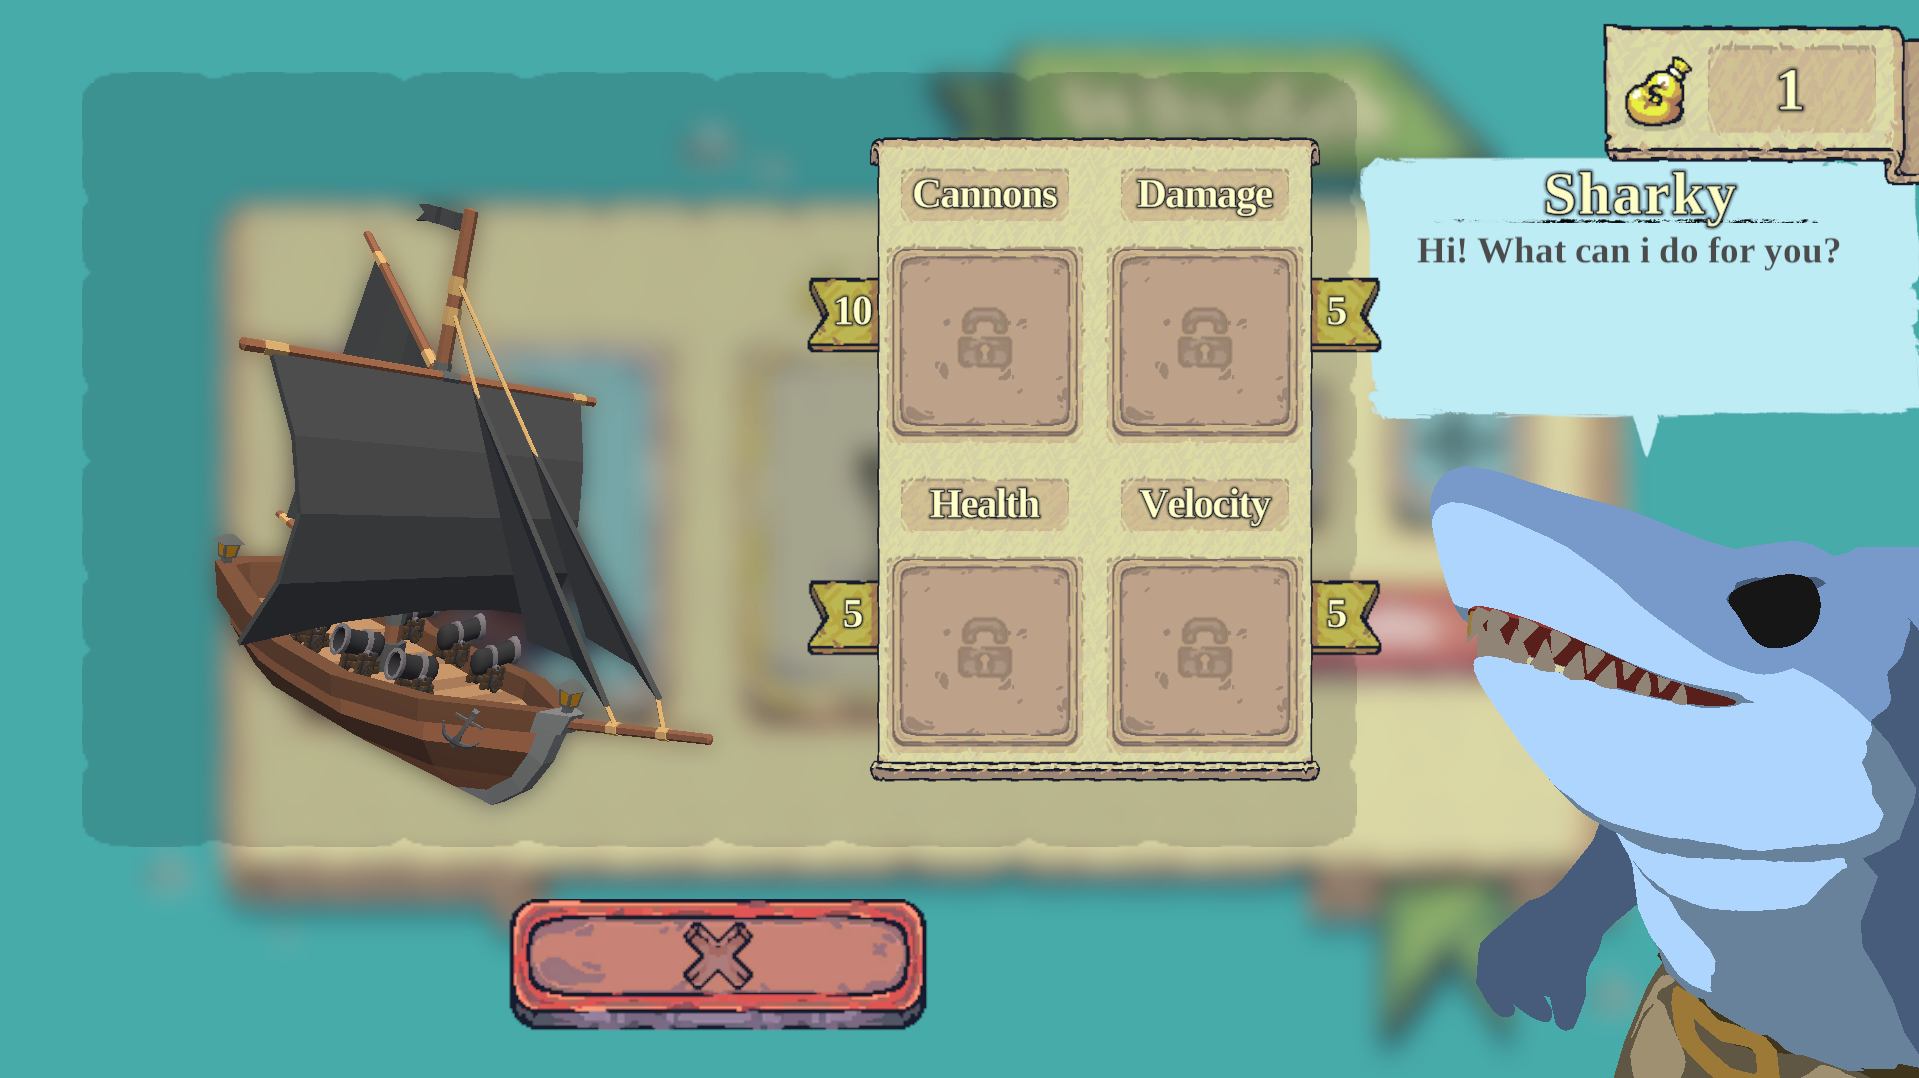 1
Sharky
Hi! What can i do for you?
Cannons Damage
10 5
Health Velocity
5 5